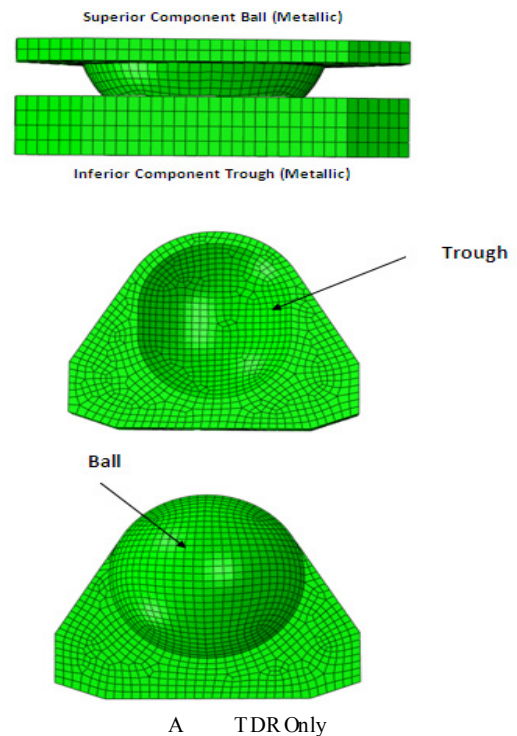 Superior Component Ball (Metallic)
Inferior Component Trough (Metallic)
Trough
Ball
A TDR Only